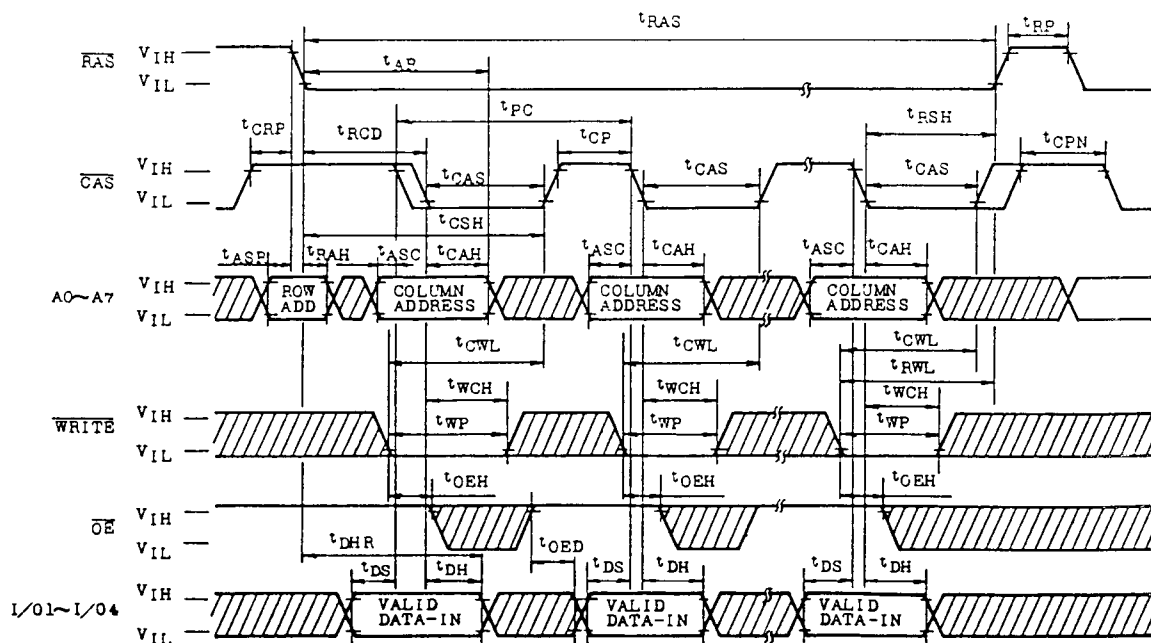 tRAS
tRP
RAS
VIH
VIL
tAR
tPC
tRSH
tCRP
tRCD
tCP
tCPN
CAS
VIH
VIL
tCAS
tCAS
tCAS
tCSH
tASR
tRAH
tASC
tCAH
tASC
tCAH
tASC
tCAH
A0~A7
VIH
VIL
ROW
ADD
COLUMN
ADDRESS
COLUMN
ADDRESS
COLUMN
ADDRESS
tCWL
tCWL
tCWL
tRWL
tWCH
tWCH
tWCH
WRITE
VIH
VIL
tWP
tWP
tWP
tOEH
tOEH
tOEH
OE
VIH
VIL
tDHR
tOED
tDS
tDH
tDS
tDH
tDS
tDH
I/O1~I/O4
VIH
VIL
VALID
DATA-IN
VALID
DATA-IN
VALID
DATA-IN